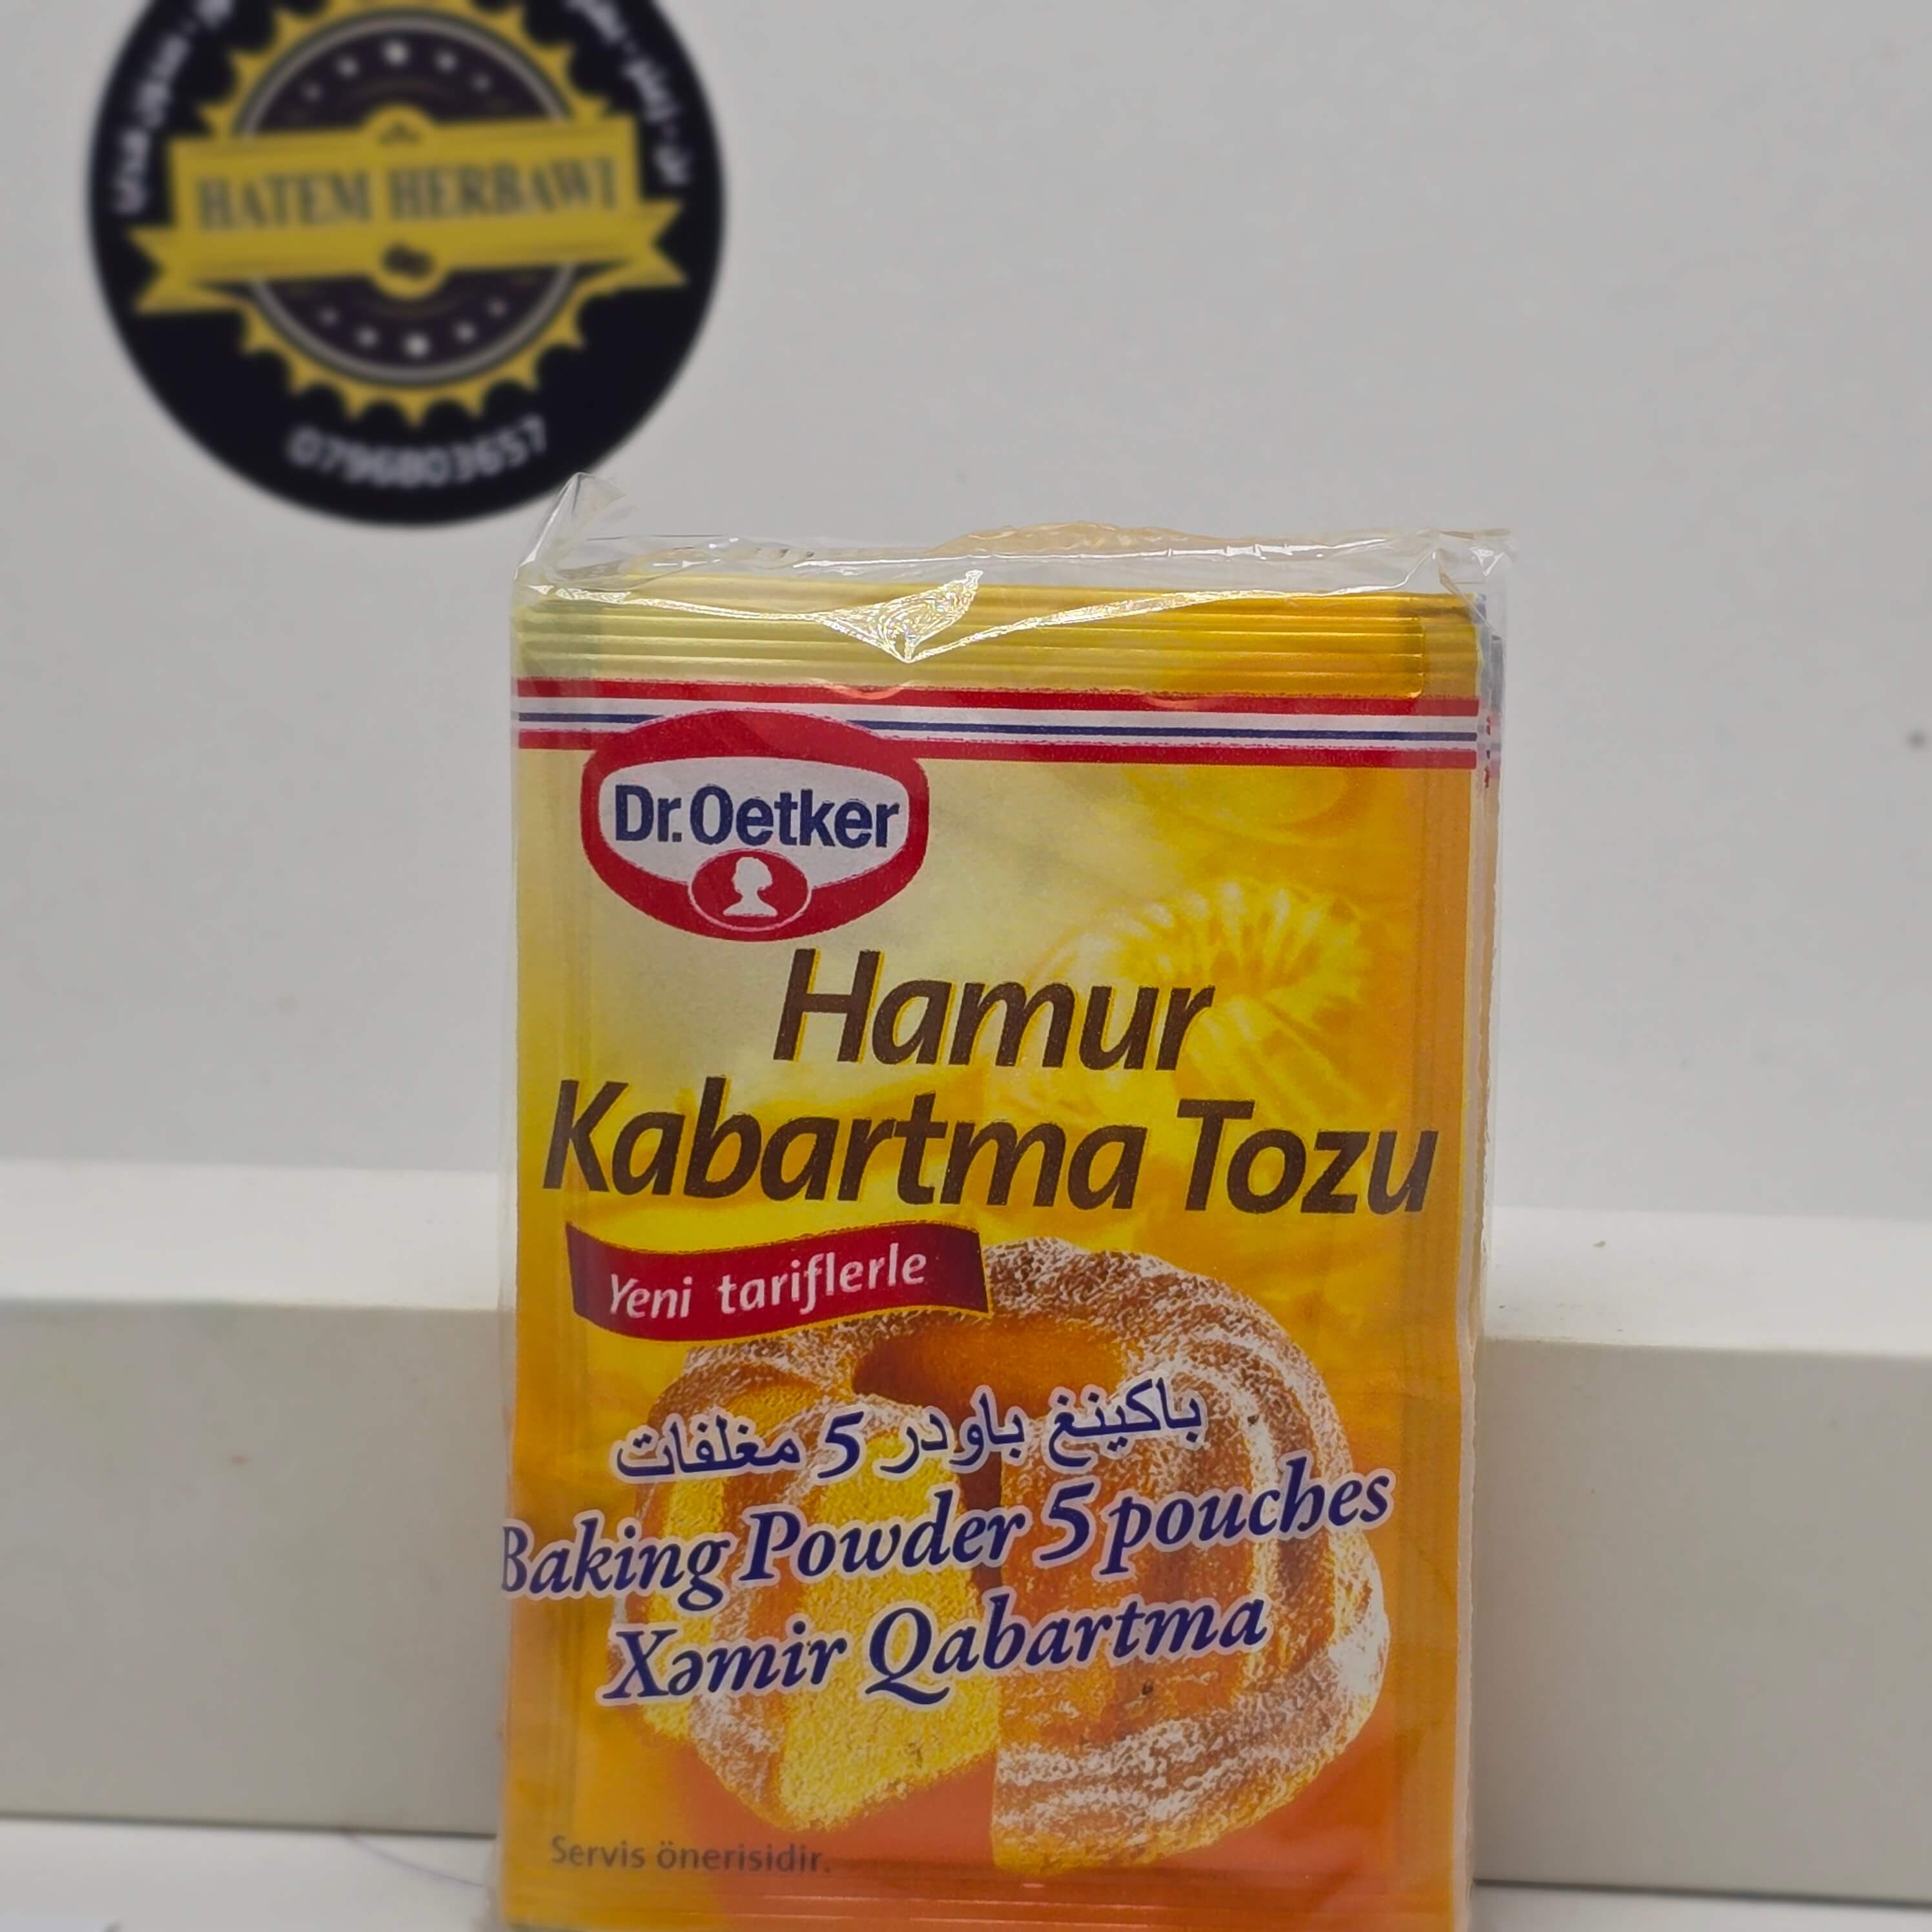 HATEM HERBAWI
0796803657
Dr. Oetker
Hamur
Kabartma Tozu
Yeni tariflerle
باكينغ باودر 5 مغلفات
Baking Powder 5 pouches
Xəmir Qabartma
Servis önerisidir.